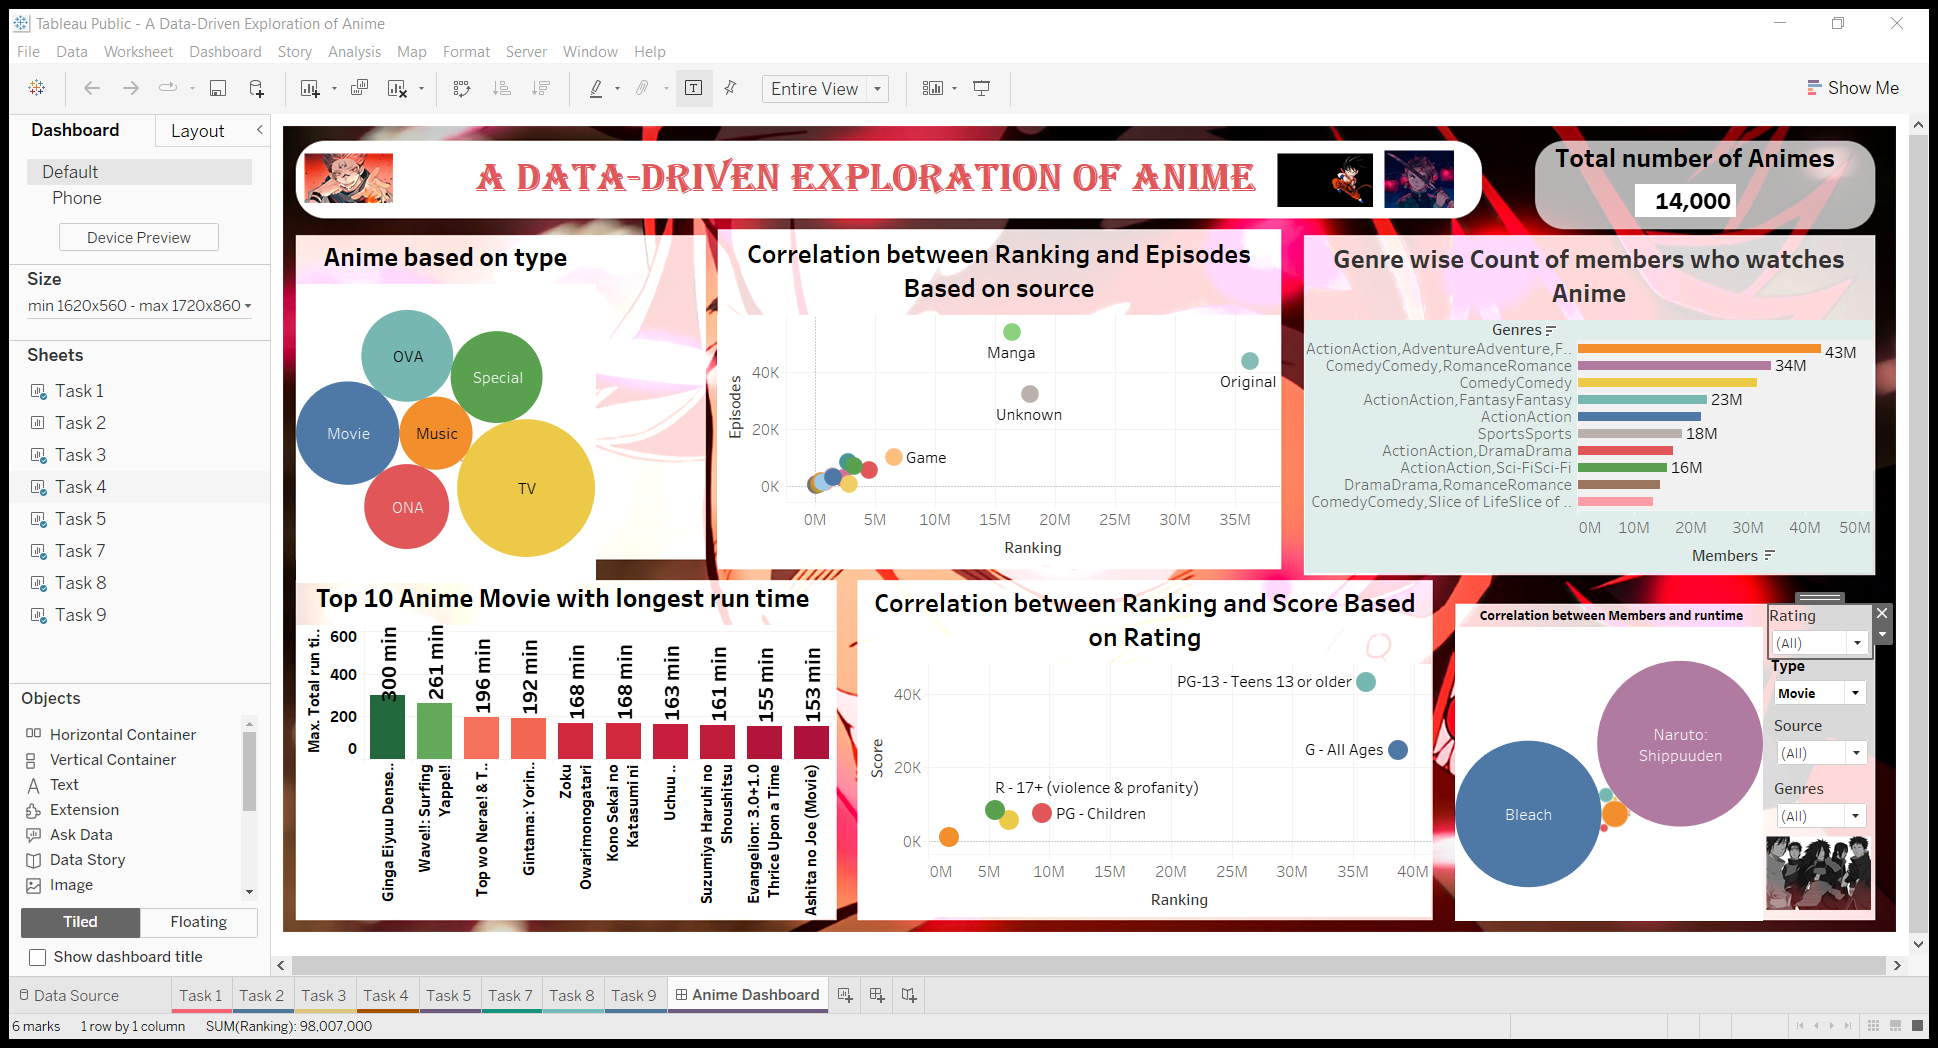 Tableau Public - A Data-Driven Exploration of Anime
File Data Worksheet Dashboard Story Analysis Map Format Server Window Help
Entire View
Show Me
Dashboard Layout
Default
Phone
Device Preview
Size
min 1620x560 - max 1720x860
Sheets
Task 1
Task 2
Task 3
Task 4
Task 5
Task 7
Task 8
Task 9
Objects
Horizontal Container
Vertical Container
Text
Extension
Ask Data
Data Story
Image
Tiled Floating
Show dashboard title
A DATA-DRIVEN EXPLORATION OF ANIME
Total number of Animes
14,000
Anime based on type
OVA
Special
Movie
Music
TV
ONA
Correlation between Ranking and Episodes
Based on source
Episodes
40K
20K
0K
Manga
Original
Unknown
Game
0M 5M 10M 15M 20M 25M 30M 35M
Ranking
Genre wise Count of members who watches
Anime
Genres
ActionAction,AdventureAdventure,F.. 43M
ComedyComedy,RomanceRomance 34M
ComedyComedy
ActionAction,FantasyFantasy 23M
ActionAction
SportsSports 18M
ActionAction,DramaDrama
ActionAction,Sci-FiSci-Fi 16M
DramaDrama,RomanceRomance
ComedyComedy,Slice of LifeSlice of ..
0M 10M 20M 30M 40M 50M
Members
Top 10 Anime Movie with longest run time
Max. Total run ti..
600
400
200
0
300 min
261 min
196 min
192 min
168 min
168 min
163 min
161 min
155 min
153 min
Ginga Eiyuu Dense..
Wave!!: Surfing
Yappe!!
Top wo Nerae! & T..
Gintama: Yorin..
Zoku
Owarimonogatari
Kono Sekai no
Katasumi ni
Uchuu ..
Suzumiya Haruhi no
Shoushitsu
Evangelion: 3.0+1.0
Thrice Upon a Time
Ashita no Joe (Movie)
Correlation between Ranking and Score Based
on Rating
Score
40K
20K
0K
PG-13 - Teens 13 or older
G - All Ages
R - 17+ (violence & profanity)
PG - Children
0M 5M 10M 15M 20M 25M 30M 35M 40M
Ranking
Correlation between Members and runtime
Naruto:
Shippuuden
Bleach
Rating
(All)
Type
Movie
Source
(All)
Genres
(All)
Data Source Task 1 Task 2 Task 3 Task 4 Task 5 Task 7 Task 8 Task 9 Anime Dashboard
6 marks 1 row by 1 column SUM(Ranking): 98,007,000